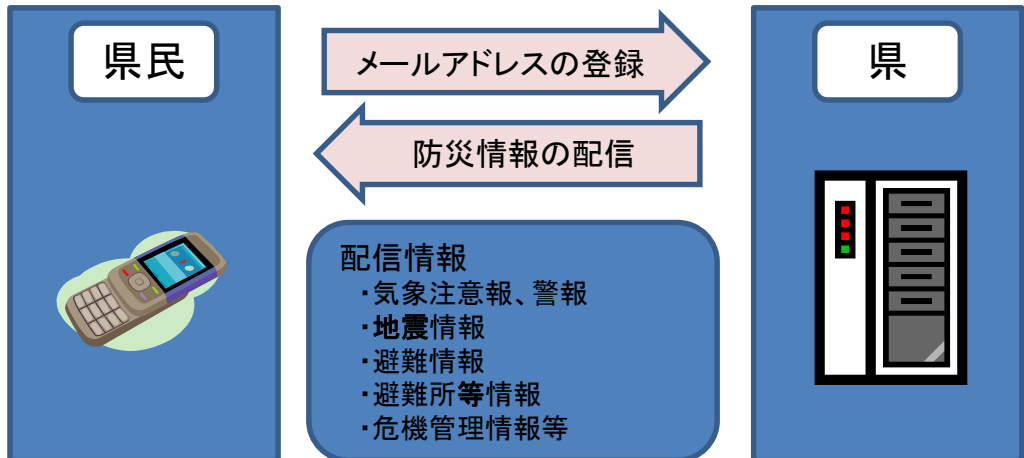 県民
メールアドレスの登録
県
防災情報の配信
配信情報
・気象注意報、警報
・地震情報
・避難情報
・避難所等情報
・危機管理情報等